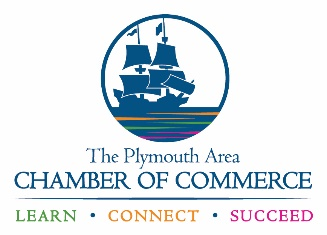 The Plymouth Area
CHAMBER OF COMMERCE
LEARN • CONNECT • SUCCEED